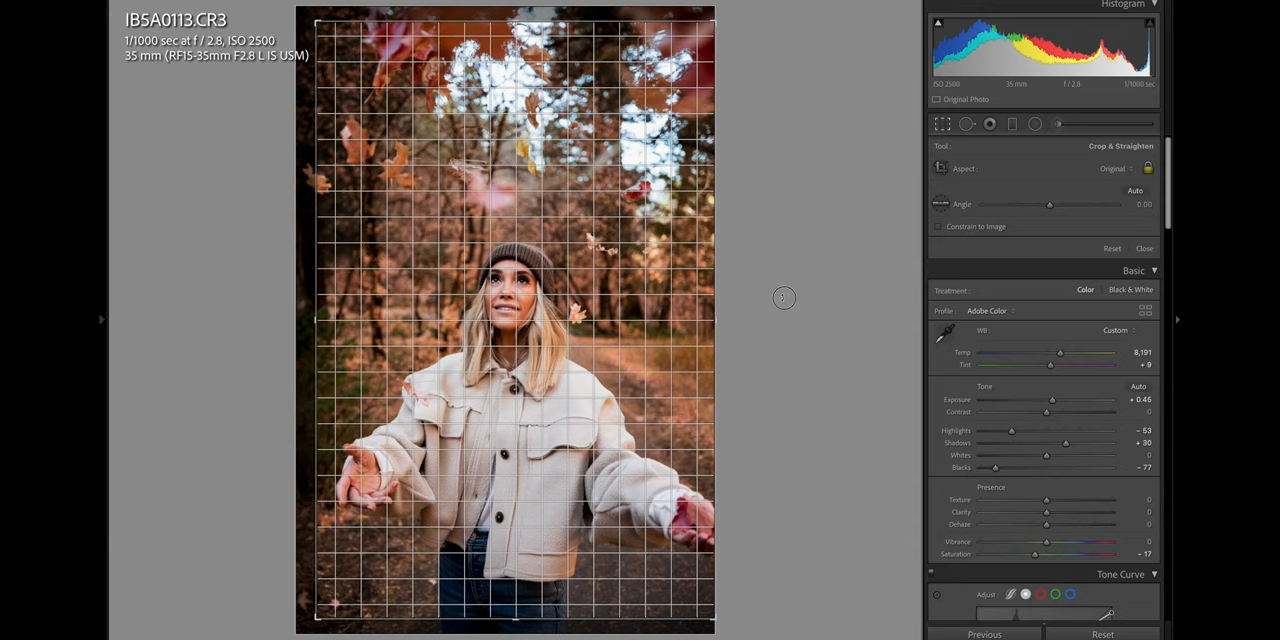 IB5A0113.CR3
1/1000 sec at f / 2.8, ISO 2500
35 mm (RF15-35mm F2.8 L IS USM)
Histogram
ISO 2500 35 mm f / 2.8 1/1000 sec
Original Photo
Tool : Crop & Straighten
Aspect : Original
Auto
Angle 0.00
Constrain to Image
Reset Close
Basic
Treatment : Color Black & White
Profile : Adobe Color
WB : Custom
Temp 8,191
Tint + 9
Tone Auto
Exposure + 0.45
Contrast 0
Highlights - 53
Shadows + 30
Whites 0
Blacks - 77
Presence
Texture 0
Clarity 0
Dehaze 0
Vibrance 0
Saturation - 17
Tone Curve
Adjust :
Previous Reset